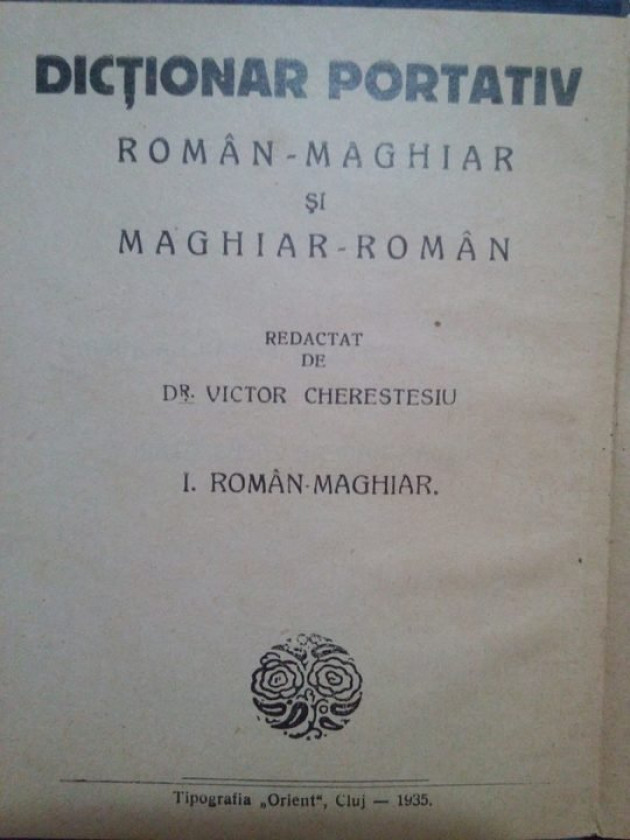 DICȚIONAR PORTATIV
ROMÂN-MAGHIAR
ȘI
MAGHIAR-ROMÂN
REDACTAT
DE
DR. VICTOR CHERESTESIU
I. ROMÂN-MAGHIAR.
Tipografia „Orient“, Cluj — 1935.